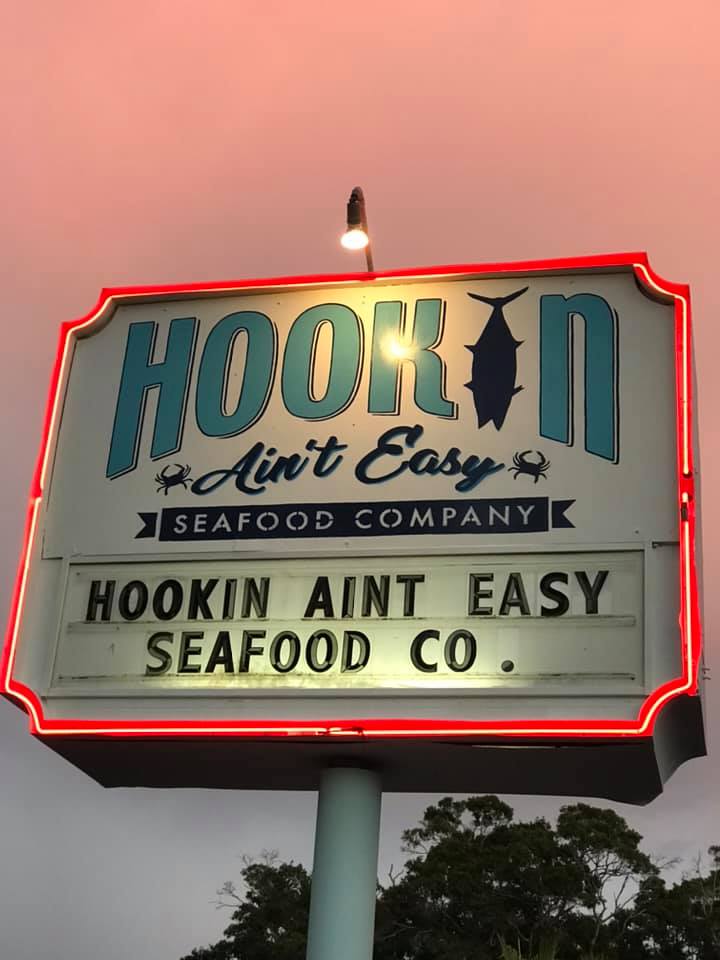 HOOKIN
Ain't Easy
SEAFOOD COMPANY
HOOKIN AINT EASY
SEAFOOD CO.